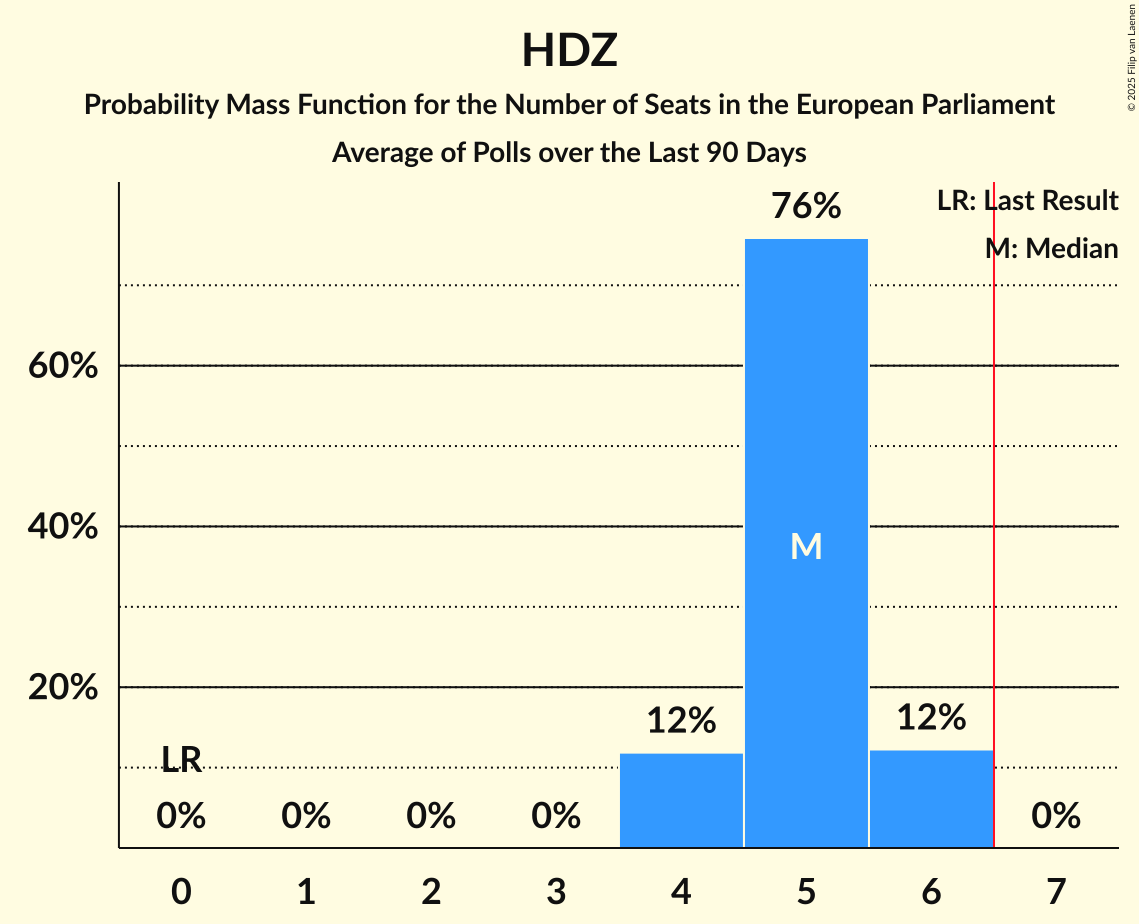 HDZ
Probability Mass Function for the Number of Seats in the European Parliament
Average of Polls over the Last 90 Days
© 2025 Filip van Laenen
LR: Last Result
M: Median
76%
60%
40%
20%
M
12%
12%
LR
0%
0%
0%
0%
0%
0 1 2 3 4 5 6 7